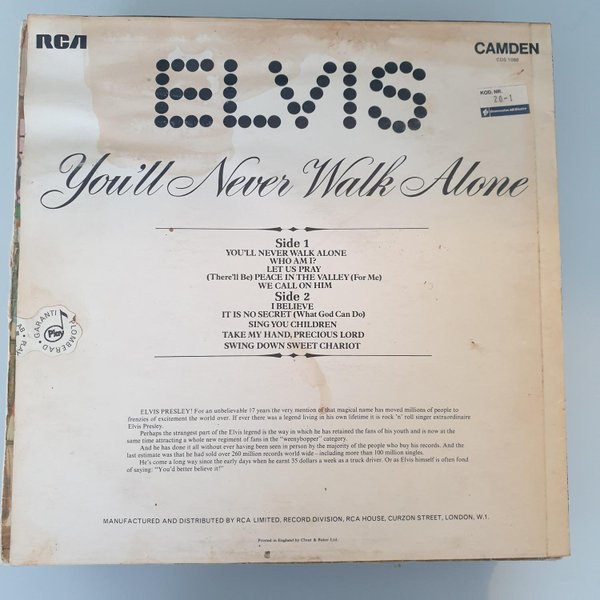 RCA
CAMDEN
CDS 1088
ELVIS
KOD. NR.
20-1
You'll Never Walk Alone
Side 1
YOU'LL NEVER WALK ALONE
WHO AM I?
LET US PRAY
(There'll Be) PEACE IN THE VALLEY (For Me)
WE CALL ON HIM
Side 2
I BELIEVE
IT IS NO SECRET (What God Can Do)
SING YOU CHILDREN
TAKE MY HAND, PRECIOUS LORD
SWING DOWN SWEET CHARIOT
GARANTI
PLOMBERAD
Play
ELVIS PRESLEY! For an unbelievable 17 years the very mention of that magical name has moved millions of people to
frenzies of excitement the world over. If ever there was a legend living in his own lifetime it is rock 'n' roll singer extraordinaire
Elvis Presley.
Perhaps the strangest part of the Elvis legend is the way in which he has retained the fans of his youth and is now at the
same time attracting a whole new regiment of fans in the "weenybopper" category.
And he has done it all without ever having been seen in person by the majority of the people who buy his records. And the
last estimate was that he had sold over 260 million records world wide – including more than 100 million singles.
He's come a long way since the early days when he earnt 35 dollars a week as a truck driver. Or as Elvis himself is often fond
of saying: "You'd better believe it!"
MANUFACTURED AND DISTRIBUTED BY RCA LIMITED, RECORD DIVISION, RCA HOUSE, CURZON STREET, LONDON, W.1.
Printed in England by Clout & Baker Ltd.